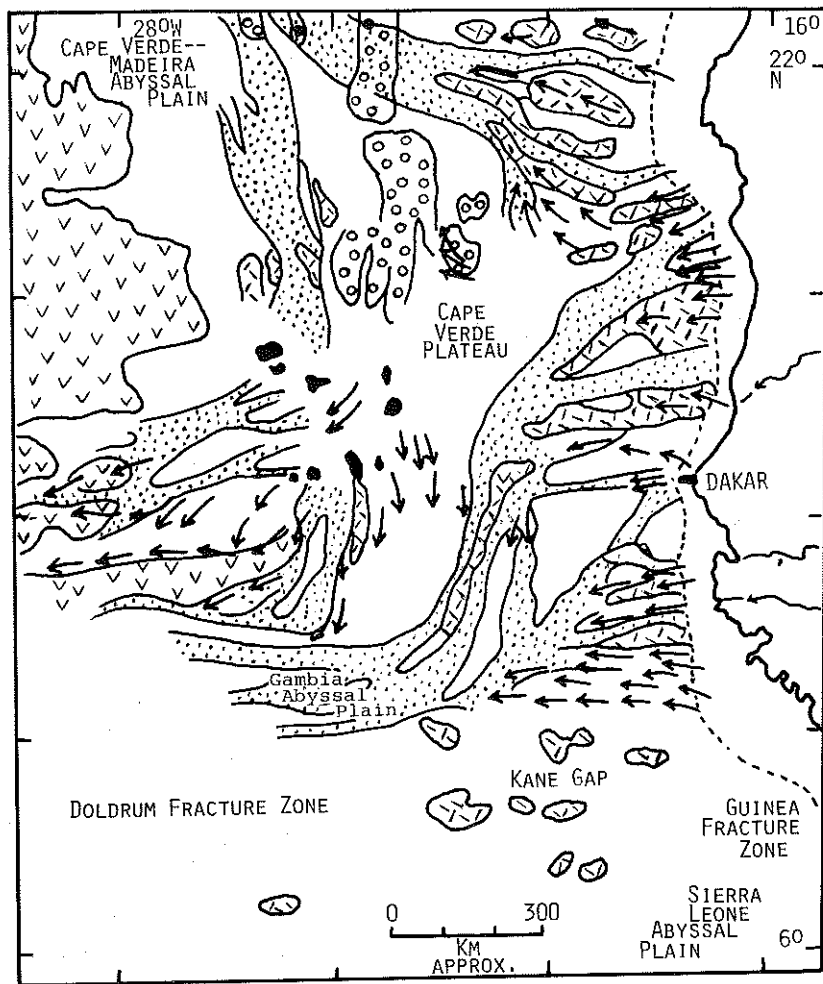 28°W
CAPE VERDE--
MADEIRA
ABYSSAL
PLAIN
16°
22°
N
CAPE
VERDE
PLATEAU
DAKAR
Gambia
Abyssal
Plain
KANE GAP
DOLDRUM FRACTURE ZONE
GUINEA
FRACTURE
ZONE
SIERRA
LEONE
ABYSSAL
PLAIN
0 300
KM
APPROX.
6°